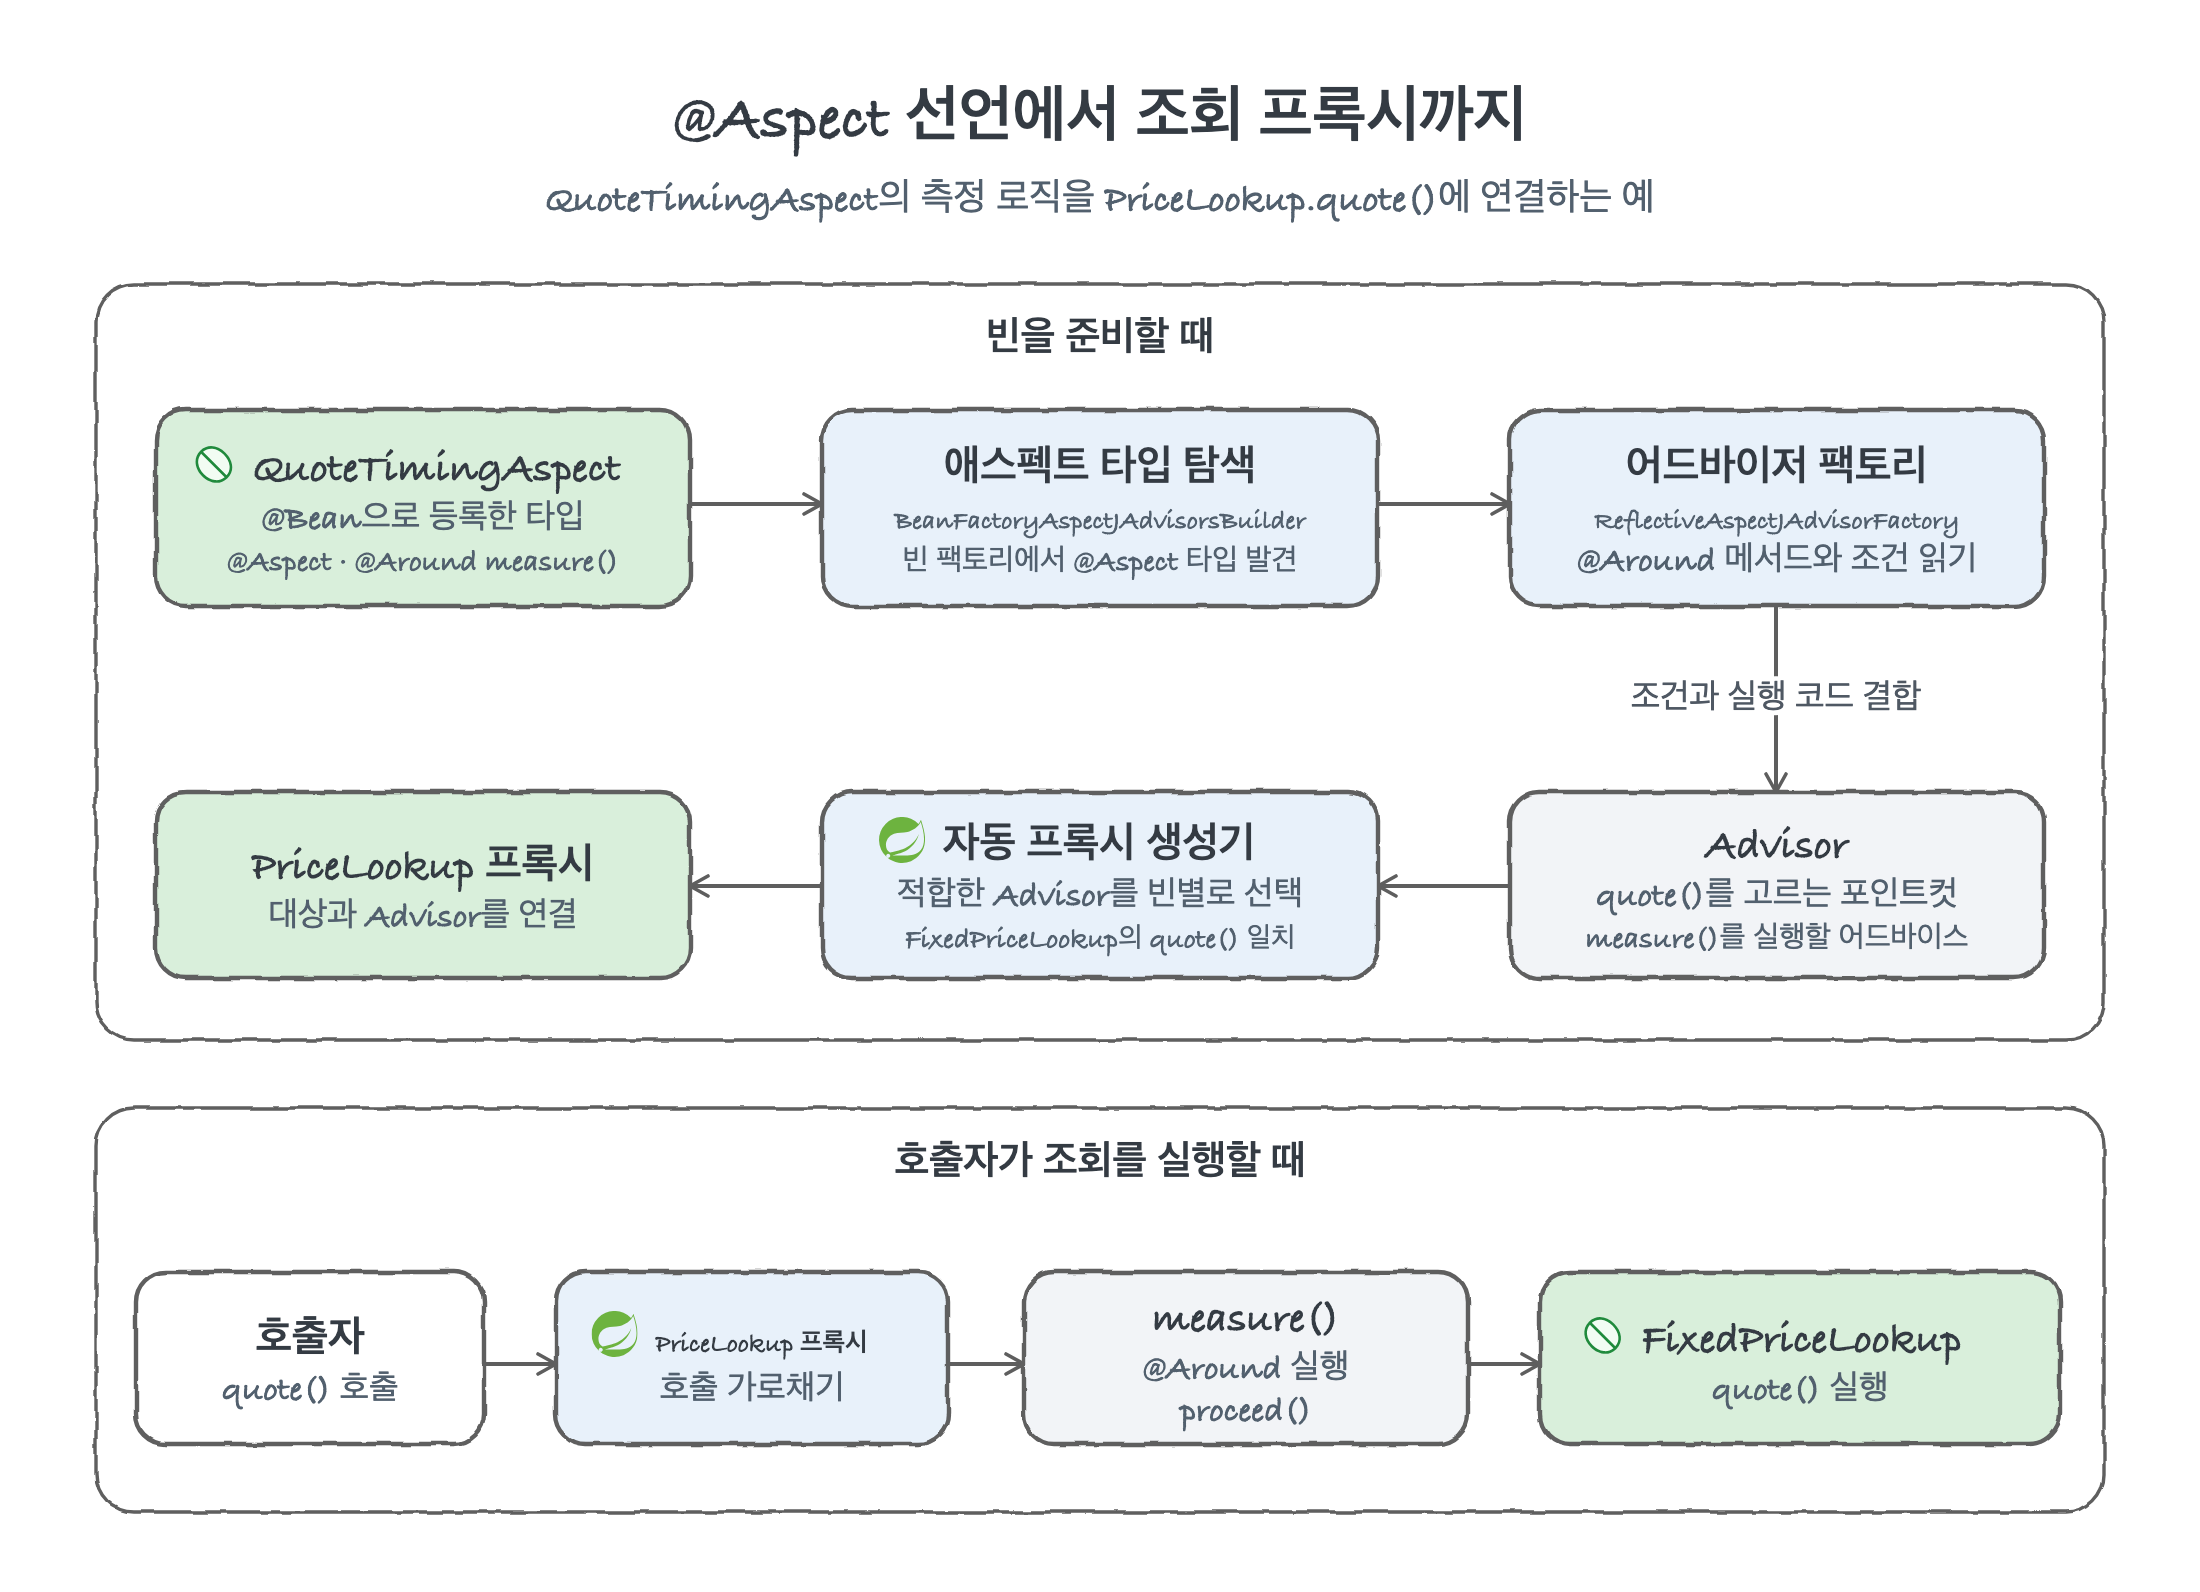 @Aspect 선언에서 조회 프록시까지
QuoteTimingAspect의 측정 로직을 PriceLookup.quote()에 연결하는 예
빈을 준비할 때
QuoteTimingAspect
@Bean으로 등록한 타입
@Aspect · @Around measure()
애스펙트 타입 탐색
BeanFactoryAspectJAdvisorsBuilder
빈 팩토리에서 @Aspect 타입 발견
어드바이저 팩토리
ReflectiveAspectJAdvisorFactory
@Around 메서드와 조건 읽기
조건과 실행 코드 결합
PriceLookup 프록시
대상과 Advisor를 연결
자동 프록시 생성기
적합한 Advisor를 빈별로 선택
FixedPriceLookup의 quote() 일치
Advisor
quote()를 고르는 포인트컷
measure()를 실행할 어드바이스
호출자가 조회를 실행할 때
호출자
quote() 호출
PriceLookup 프록시
호출 가로채기
measure()
@Around 실행
proceed()
FixedPriceLookup
quote() 실행